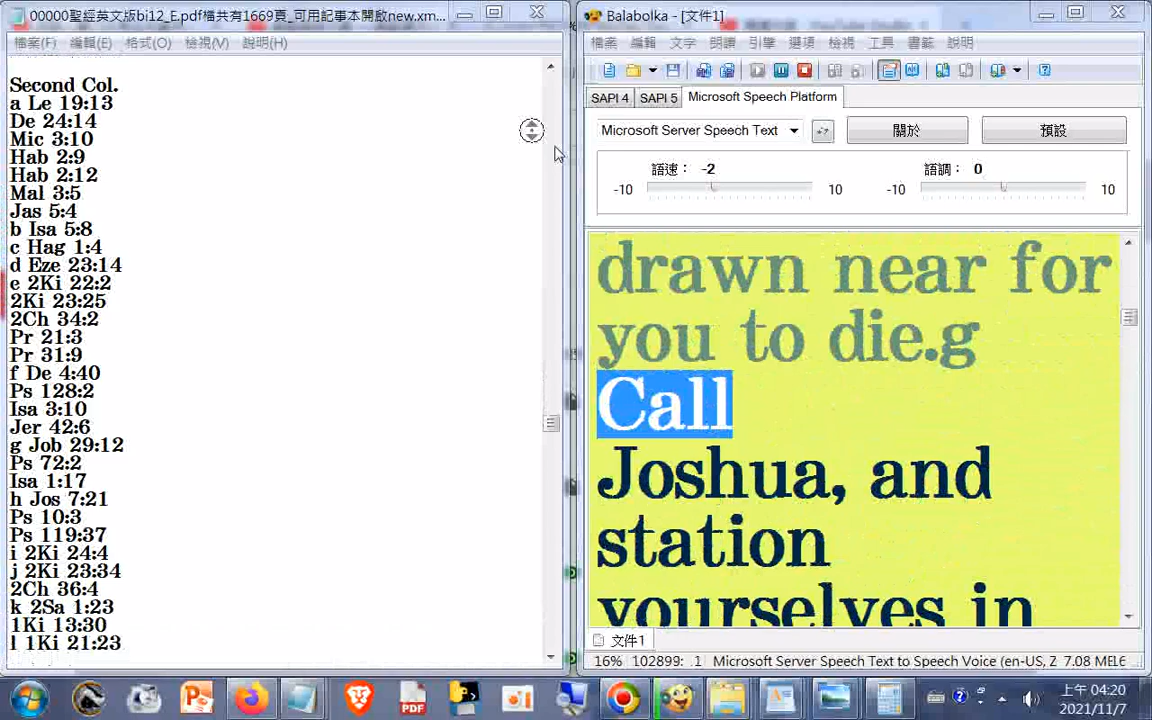 00000聖經英文版bi12_E.pdf檔共有1669頁_可用記事本開啟new.xm...
檔案(F) 編輯(E) 格式(O) 檢視(V) 說明(H)
Second Col.
a Le 19:13
De 24:14
Mic 3:10
Hab 2:9
Hab 2:12
Mal 3:5
Jas 5:4
b Isa 5:8
c Hag 1:4
d Eze 23:14
e 2Ki 22:2
2Ki 23:25
2Ch 34:2
Pr 21:3
Pr 31:9
f De 4:40
Ps 128:2
Isa 3:10
Jer 42:6
g Job 29:12
Ps 72:2
Isa 1:17
h Jos 7:21
Ps 10:3
Ps 119:37
i 2Ki 24:4
j 2Ki 23:34
2Ch 36:4
k 2Sa 1:23
1Ki 13:30
l 1Ki 21:23
Balabolka - [文件1]
檔案 編輯 文字 朗讀 引擎 選項 檢視 工具 書籤 說明
SAPI 4 SAPI 5 Microsoft Speech Platform
Microsoft Server Speech Text 關於 預設
語速： -2 語調： 0
-10 10 -10 10
drawn near for
you to die.g
Call
Joshua, and
station
yourselves in
文件1
16% 102899: .1 Microsoft Server Speech Text to Speech Voice (en-US, Z 7.08 ME
上午 04:20
2021/11/7
PDF